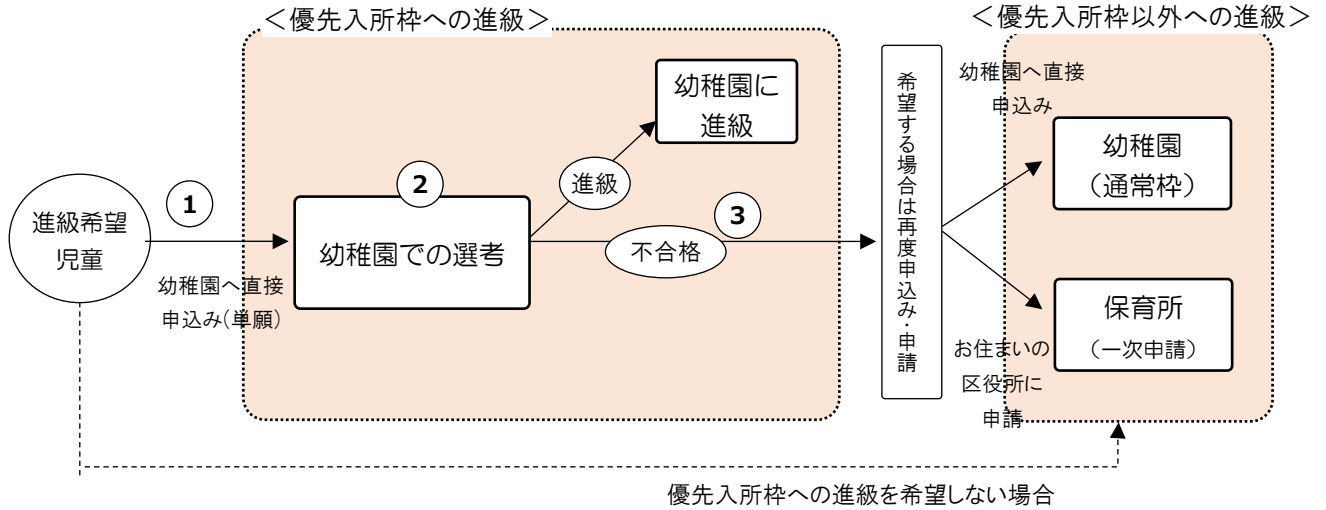 ＜優先入所枠への進級＞
＜優先入所枠以外への進級＞
進級希望
児童
1
幼稚園へ直接
申込み（単願）
2
幼稚園での選考
進級
幼稚園に
進級
不合格
3
希望する場合は再度申込み・申請
幼稚園へ直接
申込み
幼稚園
（通常枠）
お住まいの
区役所に
申請
保育所
（一次申請）
優先入所枠への進級を希望しない場合